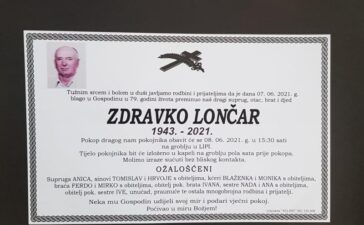 Tužnim srcem i bolom u duši javljamo rodbini i prijateljima da je dana 07. 06. 2021. g.
blago u Gospodinu u 79. godini života preminuo naš dragi suprug, otac, brat i djed
ZDRAVKO LONČAR
1943. - 2021.
Pokop dragog nam pokojnika obavit će se 08. 06. 2021. g. u 15:30 sati
na groblju u LIPI.
Tijelo pokojnika bit će izloženo u kapeli na groblju pola sata prije pokopa.
Molimo izraze sućuti bez bliskog kontakta.
OŽALOŠĆENI
Supruga ANICA, sinovi TOMISLAV i HRVOJE s obiteljima, kćeri BLAŽENKA i MONIKA s obiteljima,
braća FERDO i MIRKO s obiteljima, obitelj pok. brata IVANA, sestre NADA i ANA s obiteljima,
obitelj pok. sestre IVE, unučad, praunuče te ostala mnogobrojna rodbina i prijatelji.
Neka mu Gospodin udijeli svoj mir i podari vječni pokoj.
Počivao u miru Božjem!